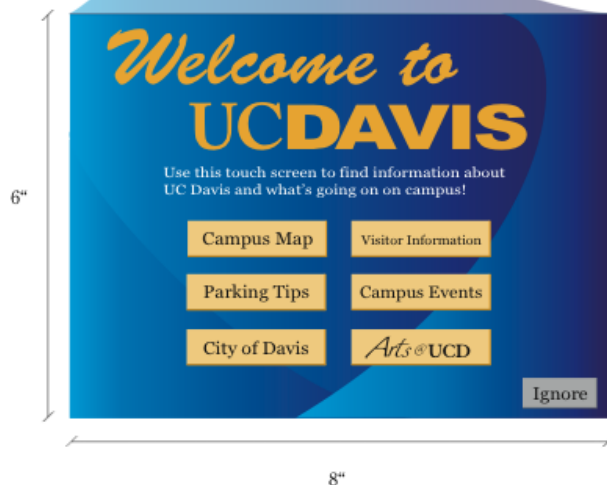 Welcome to
UCDAVIS
Use this touch screen to find information about
UC Davis and what's going on on campus!
6“
Campus Map
Visitor Information
Parking Tips
Campus Events
City of Davis
Arts@UCD
Ignore
8“